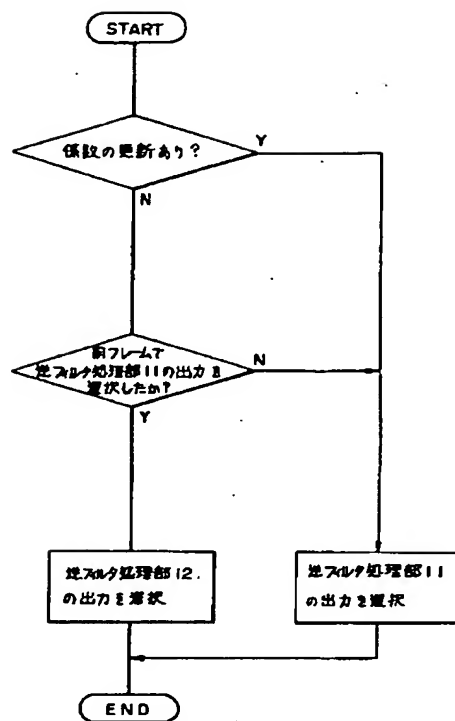 START
係数の更新あり?
Y
N
前フレームで
逆フィルタ処理部11の出力を
選択したか?
N
Y
逆フィルタ処理部12.
の出力を選択
逆フィルタ処理部11
の出力を選択
END